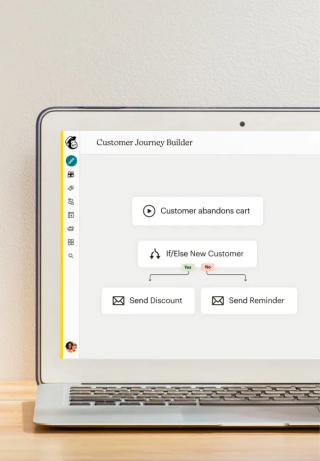 Customer Journey Builder
Customer abandons cart
If/Else New Customer
Yes No
Send Discount Send Reminder